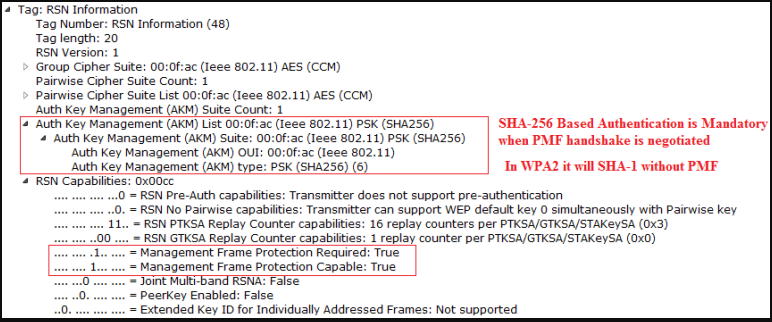 Tag: RSN Information
Tag Number: RSN Information (48)
Tag length: 20
RSN Version: 1
Group Cipher Suite: 00:0f:ac (Ieee 802.11) AES (CCM)
Pairwise Cipher Suite Count: 1
Pairwise Cipher Suite List 00:0f:ac (Ieee 802.11) AES (CCM)
Auth Key Management (AKM) Suite Count: 1
Auth Key Management (AKM) List 00:0f:ac (Ieee 802.11) PSK (SHA256)
Auth Key Management (AKM) Suite: 00:0f:ac (Ieee 802.11) PSK (SHA256)
Auth Key Management (AKM) OUI: 00:0f:ac (Ieee 802.11)
Auth Key Management (AKM) type: PSK (SHA256) (6)
SHA-256 Based Authentication is Mandatory
when PMF handshake is negotiated
In WPA2 it will SHA-1 without PMF
RSN Capabilities: 0x00cc
.... .... .... ...0 = RSN Pre-Auth capabilities: Transmitter does not support pre-authentication
.... .... .... ..0. = RSN No Pairwise capabilities: Transmitter can support WEP default key 0 simultaneously with Pairwise key
.... .... .... 11.. = RSN PTKSA Replay Counter capabilities: 16 replay counters per PTKSA/GTKSA/STAKeySA (0x3)
.... .... ..00 .... = RSN GTKSA Replay Counter capabilities: 1 replay counter per PTKSA/GTKSA/STAKeySA (0x0)
.... .... .1.. .... = Management Frame Protection Required: True
.... .... 1... .... = Management Frame Protection Capable: True
.... ...0 .... .... = Joint Multi-band RSNA: False
.... ..0. .... .... = PeerKey Enabled: False
..0. .... .... .... = Extended Key ID for Individually Addressed Frames: Not supported